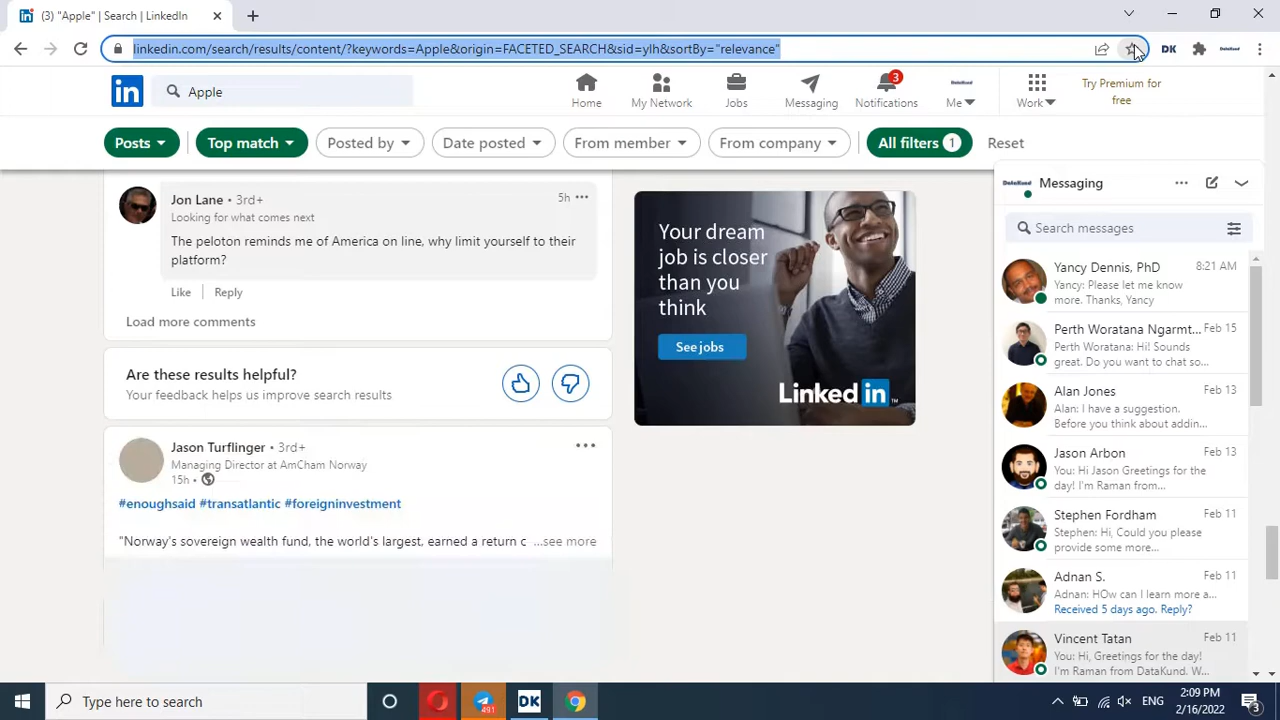 (3) "Apple" | Search | LinkedIn
linkedin.com/search/results/content/?keywords=Apple&origin=FACETED_SEARCH&sid=ylh&sortBy="relevance"
DK
DataKund
in
Apple
Home
My Network
Jobs
Messaging
3
Notifications
DataKund
Me
Work
Try Premium for
free
Posts
Top match
Posted by
Date posted
From member
From company
All filters 1
Reset
Jon Lane • 3rd+
5h
Looking for what comes next
The peloton reminds me of America on line, why limit yourself to their
platform?
Like
Reply
Load more comments
Are these results helpful?
Your feedback helps us improve search results
Jason Turflinger • 3rd+
Managing Director at AmCham Norway
15h •
#enoughsaid #transatlantic #foreigninvestment
"Norway's sovereign wealth fund, the world's largest, earned a return c ...see more
Your dream
job is closer
than you
think
See jobs
Linked in
DataKund
Messaging
Search messages
Yancy Dennis, PhD
8:21 AM
Yancy: Please let me know
more. Thanks, Yancy
Perth Woratana Ngarmt...
Feb 15
Perth Woratana: Hi! Sounds
great. Do you want to chat so...
Alan Jones
Feb 13
Alan: I have a suggestion.
Before you think about addin...
Jason Arbon
Feb 13
You: Hi Jason Greetings for the
day! I'm Raman from...
Stephen Fordham
Feb 11
Stephen: Hi, Could you please
provide some more...
Adnan S.
Feb 11
Adnan: HOw can I learn more a...
Received 5 days ago. Reply?
Vincent Tatan
Feb 11
You: Hi, Greetings for the day!
I'm Raman from DataKund. W...
Type here to search
491
DK
ENG
2:09 PM
2/16/2022
3